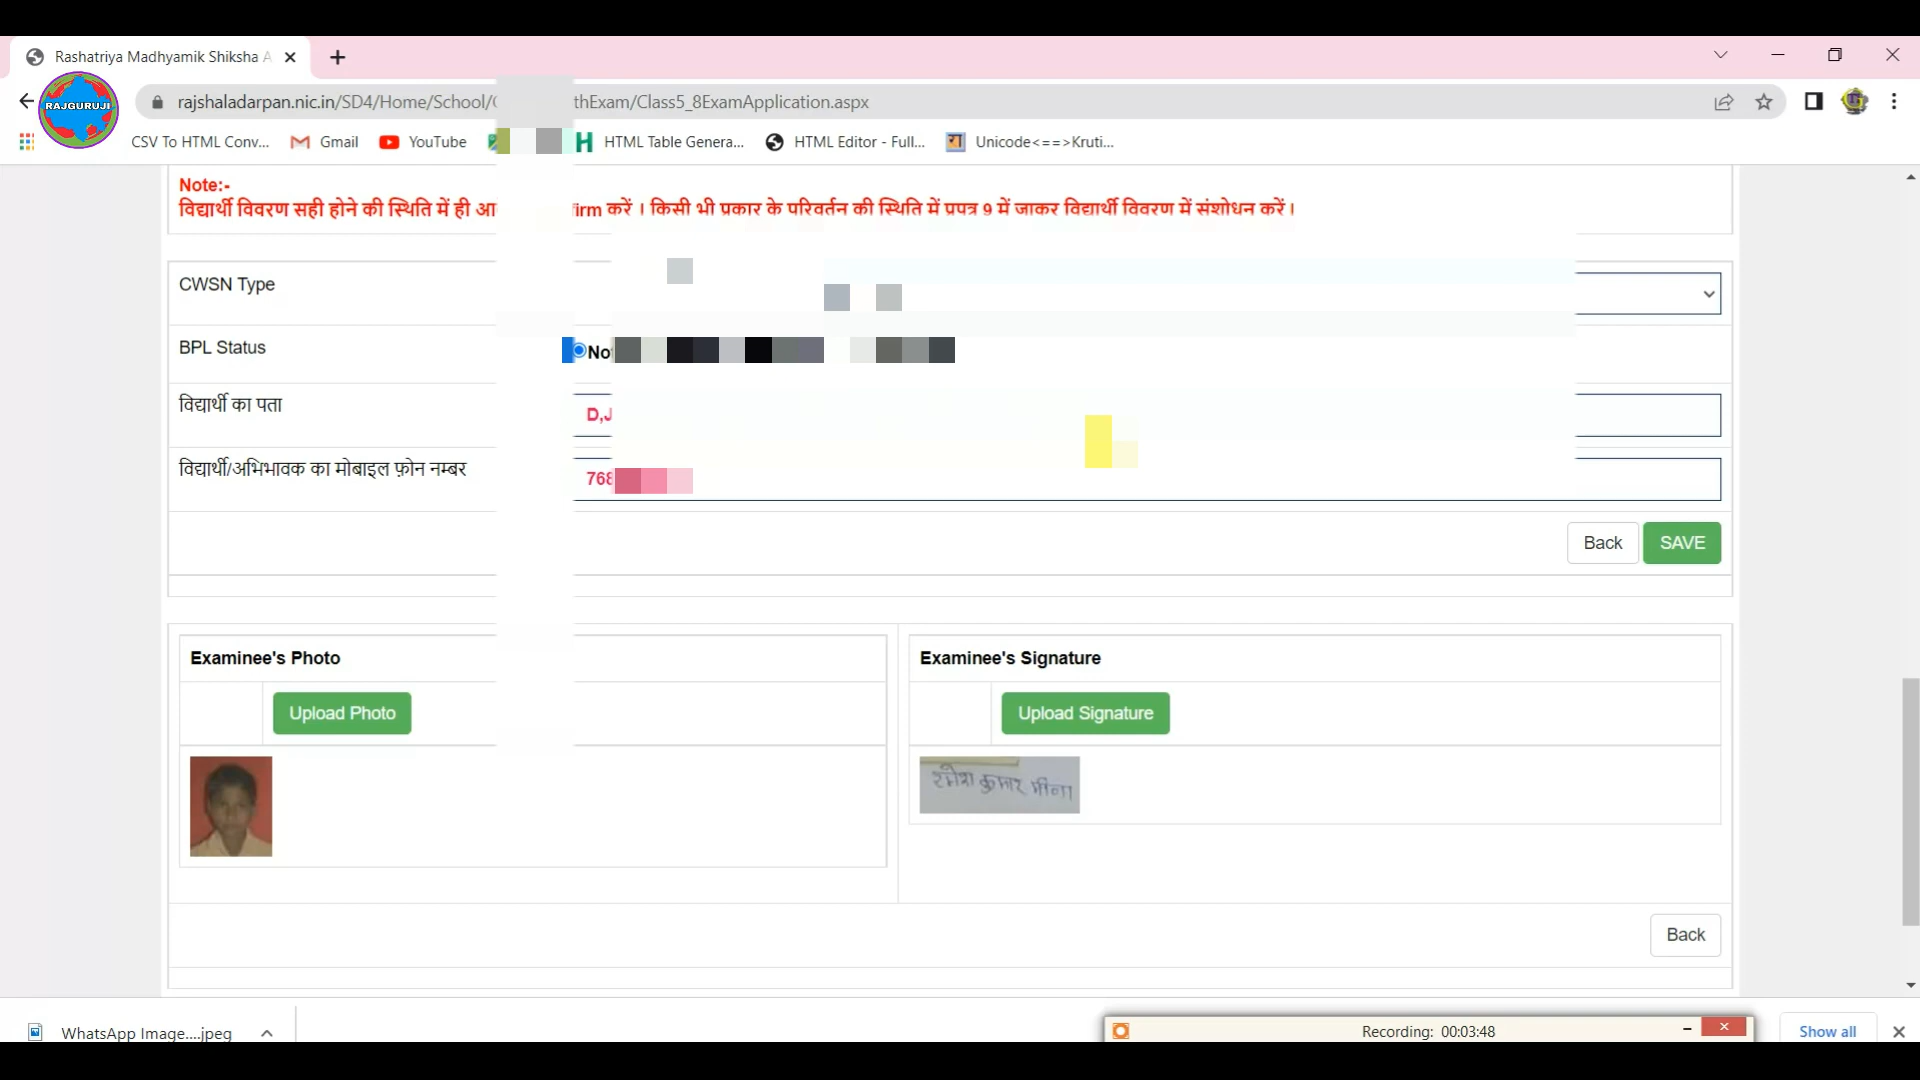 Rashatriya Madhyamik Shiksha A
RAJGURUJI
rajshaladarpan.nic.in/SD4/Home/School/
thExam/Class5_8ExamApplication.aspx
CSV To HTML Conv...
Gmail
YouTube
HTML Table Genera...
HTML Editor - Full...
Unicode<==>Kruti...
Note:-
विद्यार्थी विवरण सही होने की स्थिति में ही आ
firm करें । किसी भी प्रकार के परिवर्तन की स्थिति में प्रपत्र 9 में जाकर विद्यार्थी विवरण में संशोधन करें।
CWSN Type
BPL Status
No
विद्यार्थी का पता
D,J
विद्यार्थी/अभिभावक का मोबाइल फ़ोन नम्बर
768
Back
SAVE
Examinee's Photo
Examinee's Signature
Upload Photo
Upload Signature
रमेश कुमार मीना
Back
WhatsApp Image....jpeg
Recording: 00:03:48
Show all